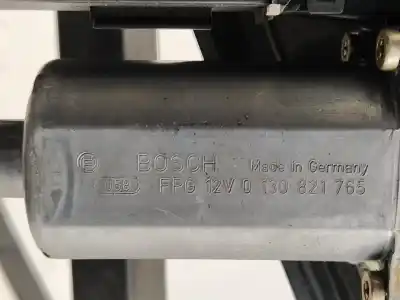 BOSCH Made in Germany
FPG 12V 0 130 821 765